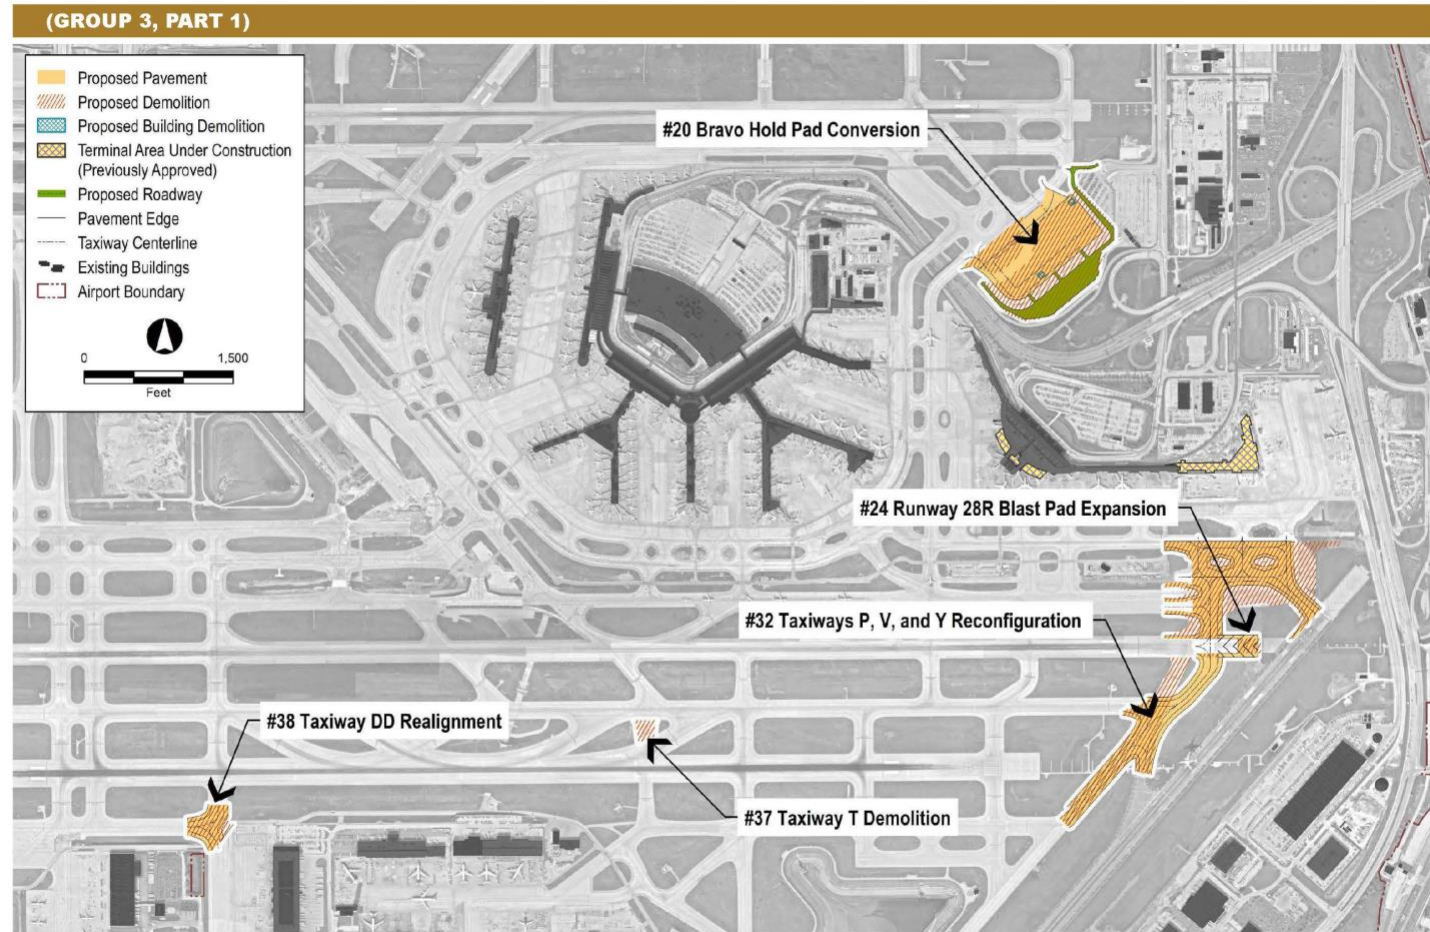 (GROUP 3, PART 1)
Proposed Pavement
Proposed Demolition
Proposed Building Demolition
Terminal Area Under Construction
(Previously Approved)
Proposed Roadway
Pavement Edge
Taxiway Centerline
Existing Buildings
Airport Boundary
0 1,500
Feet
#20 Bravo Hold Pad Conversion
#24 Runway 28R Blast Pad Expansion
#32 Taxiways P, V, and Y Reconfiguration
#38 Taxiway DD Realignment
#37 Taxiway T Demolition